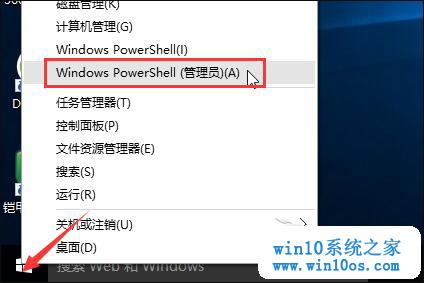 磁盘管理(K)
计算机管理(G)
Windows PowerShell(I)
Windows PowerShell (管理员)(A)
任务管理器(T)
控制面板(P)
文件资源管理器(E)
搜索(S)
运行(R)
关机或注销(U)
桌面(D)
搜索 Web 和 Windows
win10系统之家
www.win10os.com